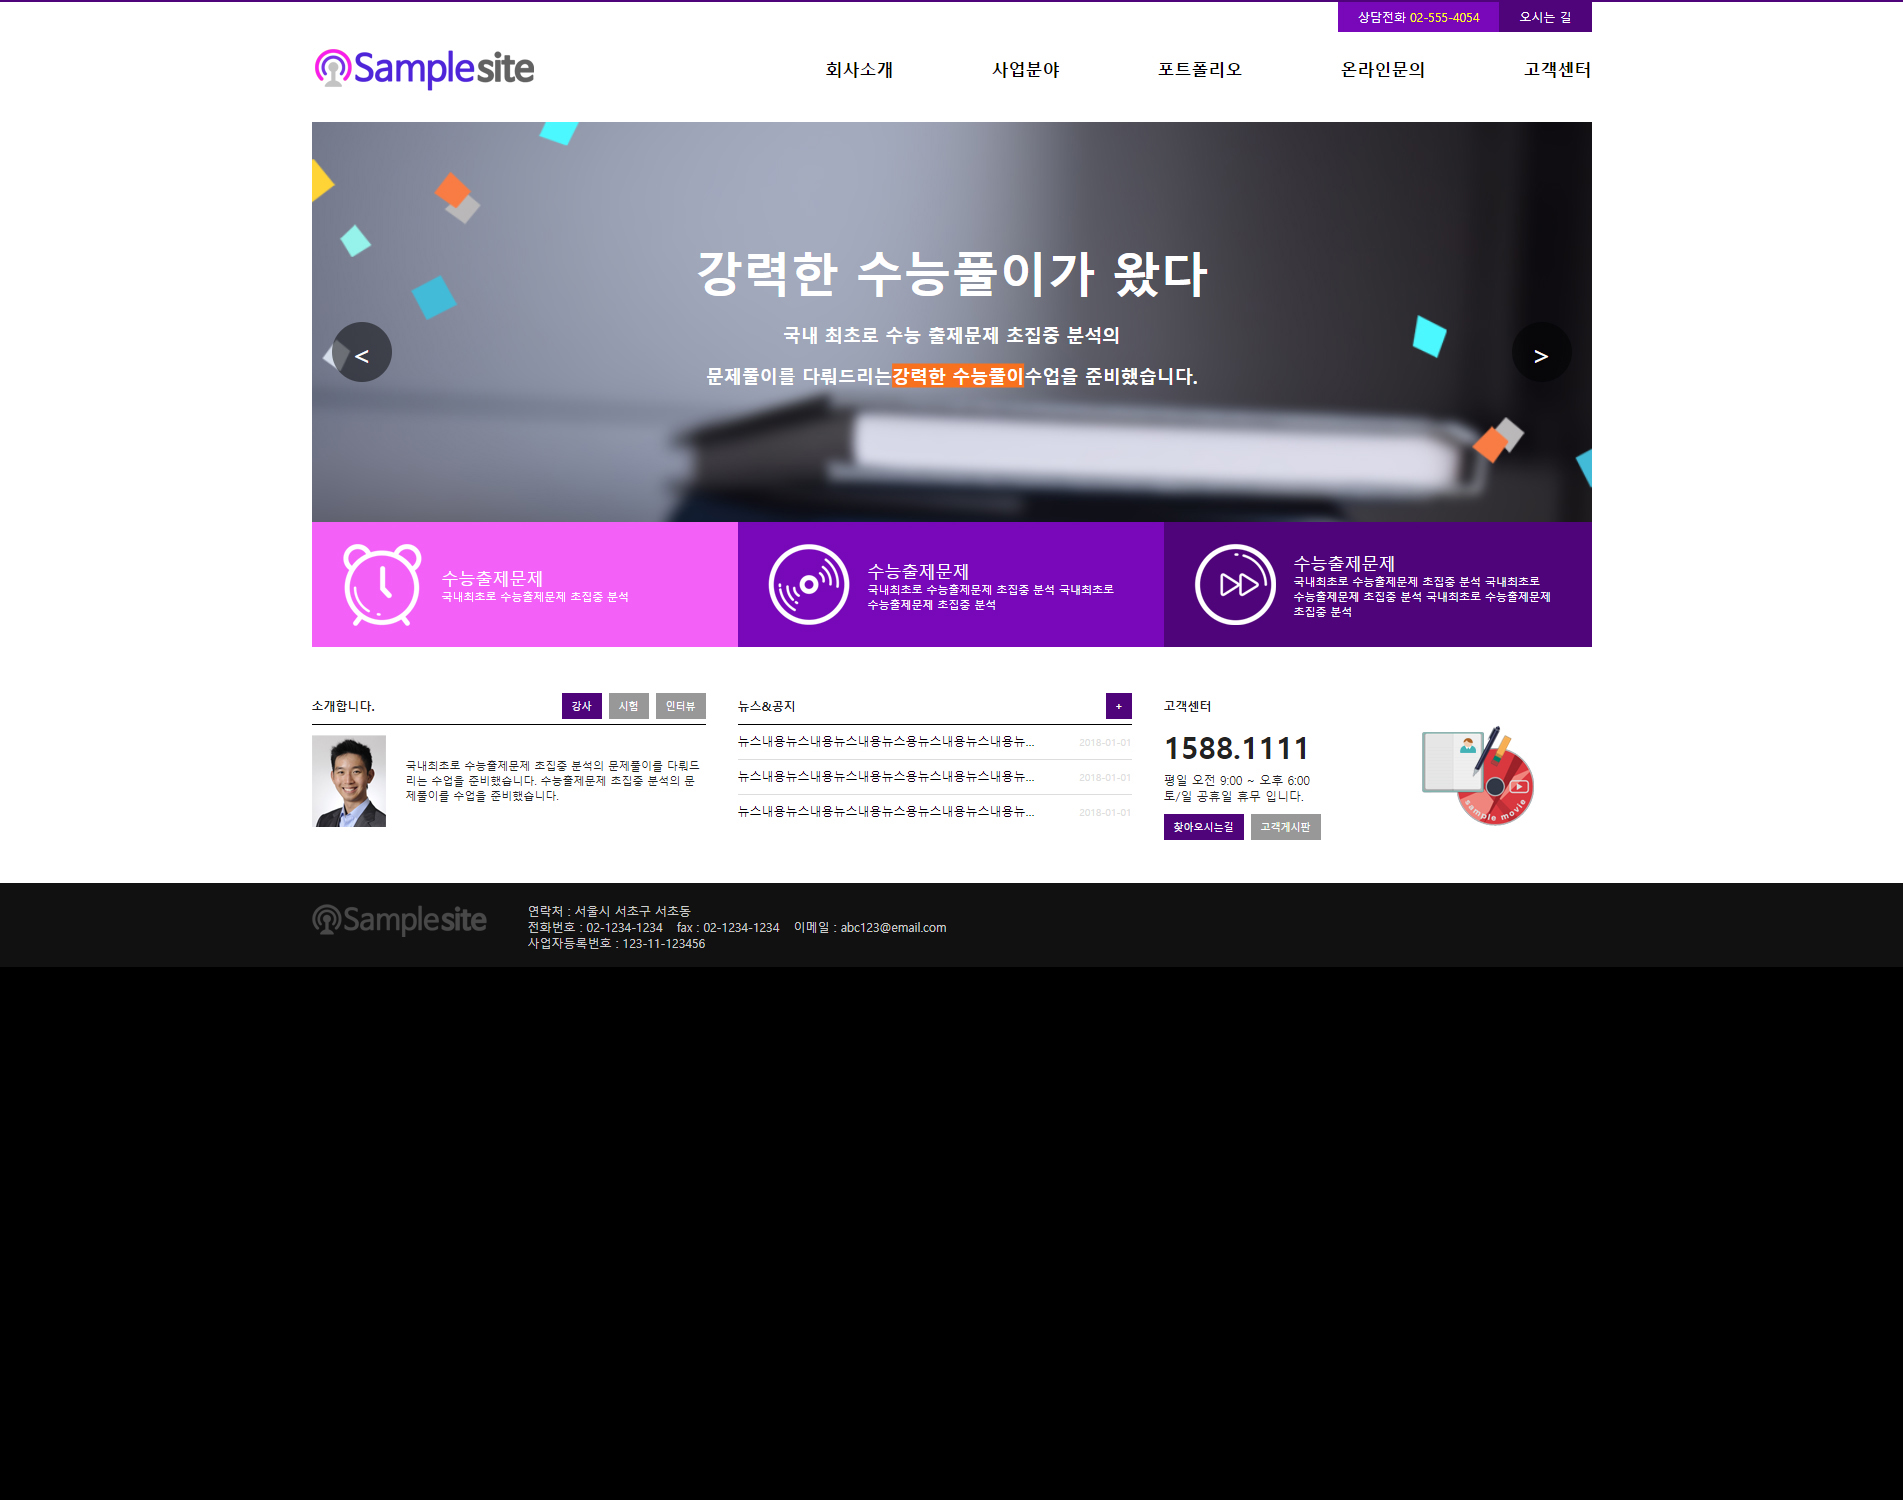 상담전화 02-555-4054 오시는 길
Samplesite 회사소개 사업분야 포트폴리오 온라인문의 고객센터
강력한 수능풀이가 왔다
국내 최초로 수능 출제문제 초집중 분석의
< >
문제풀이를 다뤄드리는강력한 수능풀이수업을 준비했습니다.
수능출제문제
국내최초로 수능출제문제 초집중 분석
수능출제문제
국내최초로 수능출제문제 초집중 분석 국내최초로
수능출제문제 초집중 분석
수능출제문제
국내최초로 수능출제문제 초집중 분석 국내최초로
수능출제문제 초집중 분석 국내최초로 수능출제문제
초집중 분석
소개합니다. 강사 시험 인터뷰
국내최초로 수능출제문제 초집중 분석의 문제풀이를 다뤄드
리는 수업을 준비했습니다. 수능출제문제 초집중 분석의 문
제풀이를 수업을 준비했습니다.
뉴스&공지 +
뉴스내용뉴스내용뉴스내용뉴스용뉴스내용뉴스내용뉴... 2018-01-01
뉴스내용뉴스내용뉴스내용뉴스용뉴스내용뉴스내용뉴... 2018-01-01
뉴스내용뉴스내용뉴스내용뉴스용뉴스내용뉴스내용뉴... 2018-01-01
고객센터
1588.1111
평일 오전 9:00 ~ 오후 6:00
토/일 공휴일 휴무 입니다.
찾아오시는길 고객게시판
sample movie
Samplesite
연락처 : 서울시 서초구 서초동
전화번호 : 02-1234-1234 fax : 02-1234-1234 이메일 : abc123@email.com
사업자등록번호 : 123-11-123456